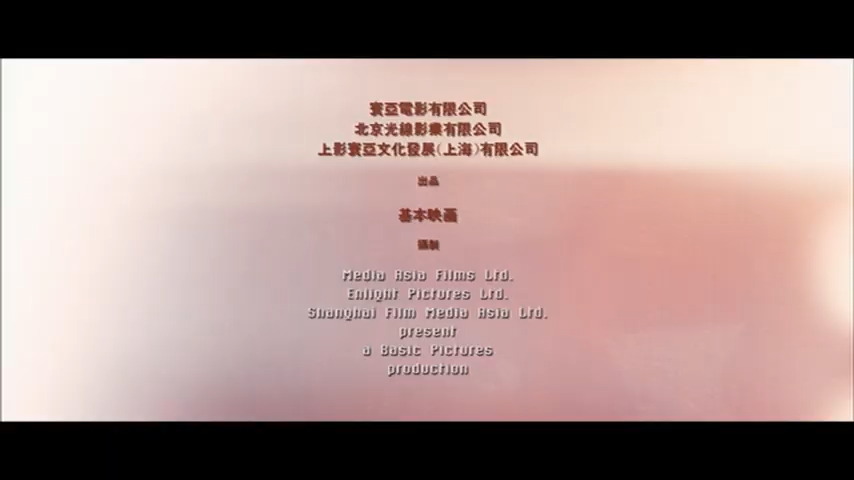 寰亞電影有限公司
北京光線影業有限公司
上影寰亞文化發展(上海)有限公司
出品
基本映画
攝製
Media Asia Films Ltd.
Enlight Pictures Ltd.
Shanghai Film Media Asia Ltd.
present
a Basic Pictures
production